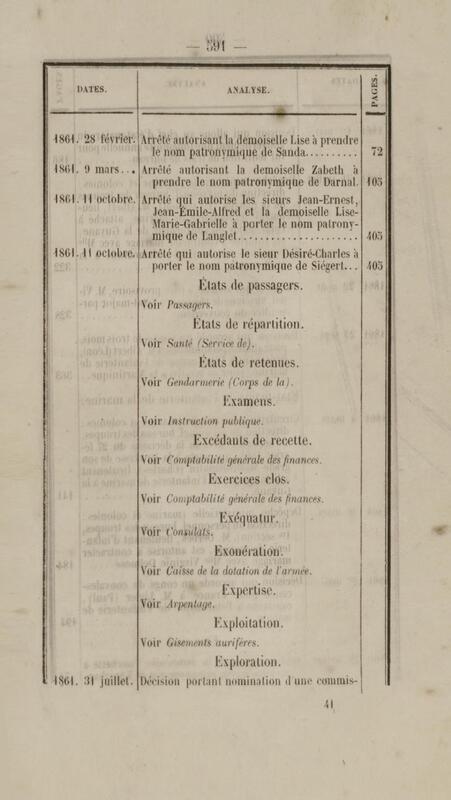 — 591 —
DATES. ANALYSE. PAGES.
1861. 28 février. Arrêté autorisant la demoiselle Lise à prendre
le nom patronymique de Sanda.......... 72
1861. 9 mars... Arrêté autorisant la demoiselle Zabeth à
prendre le nom patronymique de Darnal. 105
1861. 11 octobre. Arrêté qui autorise les sieurs Jean-Ernest,
Jean-Émile-Alfred et la demoiselle Lise-
Marie-Gabrielle à porter le nom patrony-
mique de Langlet..................... 405
1861. 11 octobre. Arrêté qui autorise le sieur Désiré-Charles à
porter le nom patronymique de Siégert... 405
États de passagers.
Voir Passagers.
États de répartition.
Voir Santé (Service de).
États de retenues.
Voir Gendarmerie (Corps de la).
Examens.
Voir Instruction publique.
Excédants de recette.
Voir Comptabilité générale des finances.
Exercices clos.
Voir Comptabilité générale des finances.
Exéquatur.
Voir Consulats.
Exonération.
Voir Caisse de la dotation de l'armée.
Expertise.
Voir Arpentage.
Exploitation.
Voir Gisements aurifères.
Exploration.
1861. 31 juillet. Décision portant nomination d'une commis-
41